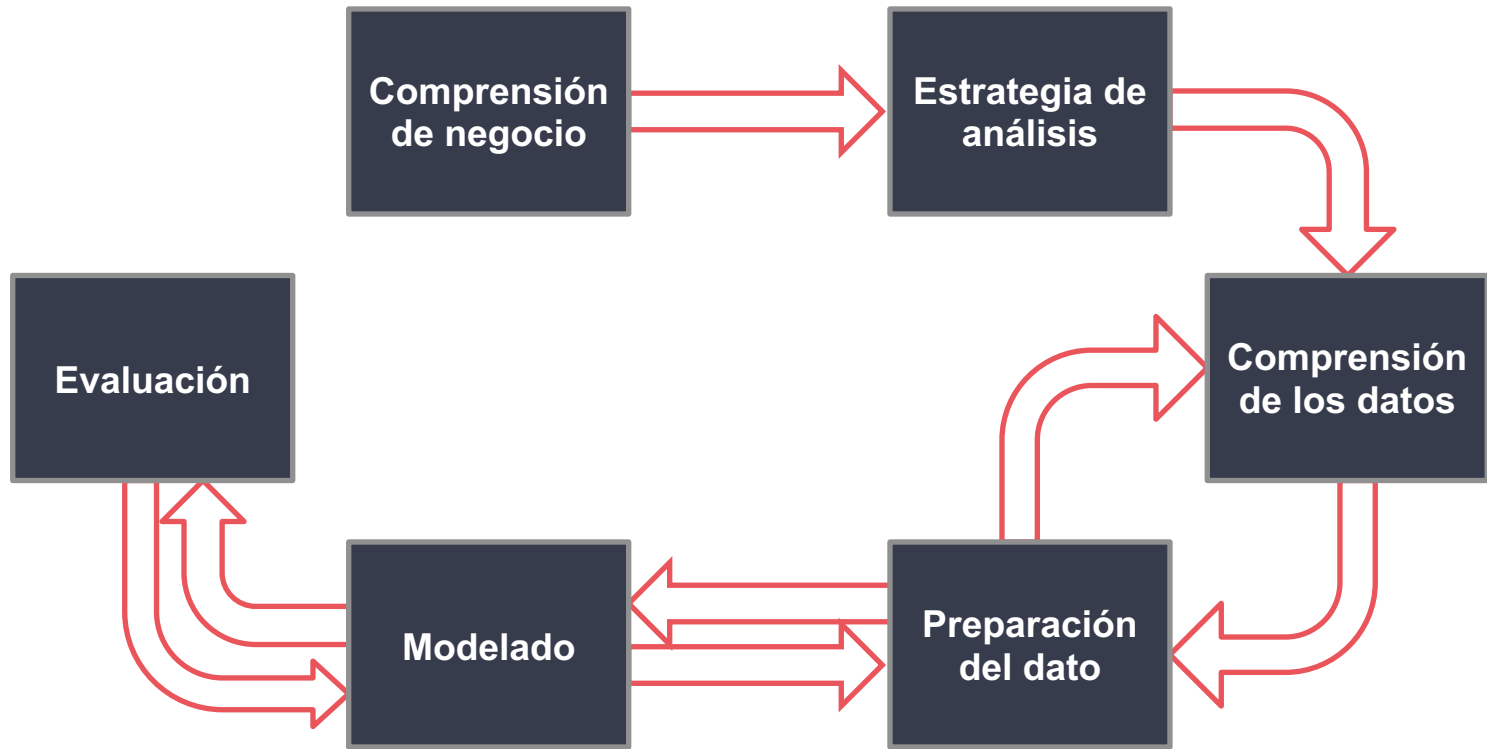 Comprensión
de negocio
Estrategia de
análisis
Comprensión
de los datos
Preparación
del dato
Modelado
Evaluación